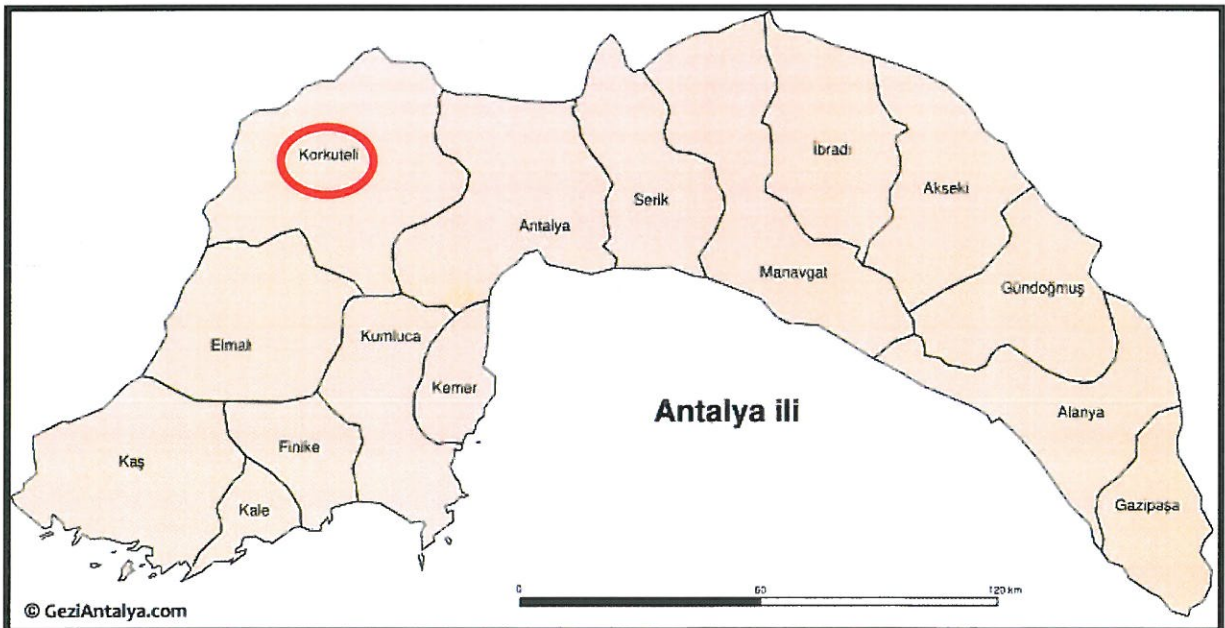 Korkuteli
İbradı
Akseki
Serik
Antalya
Manavgat
Gündoğmuş
Elmalı
Kumluca
Kemer
Antalya ili
Alanya
Kaş
Finike
Kale
Gazipaşa
0 60 120 km
© GeziAntalya.com